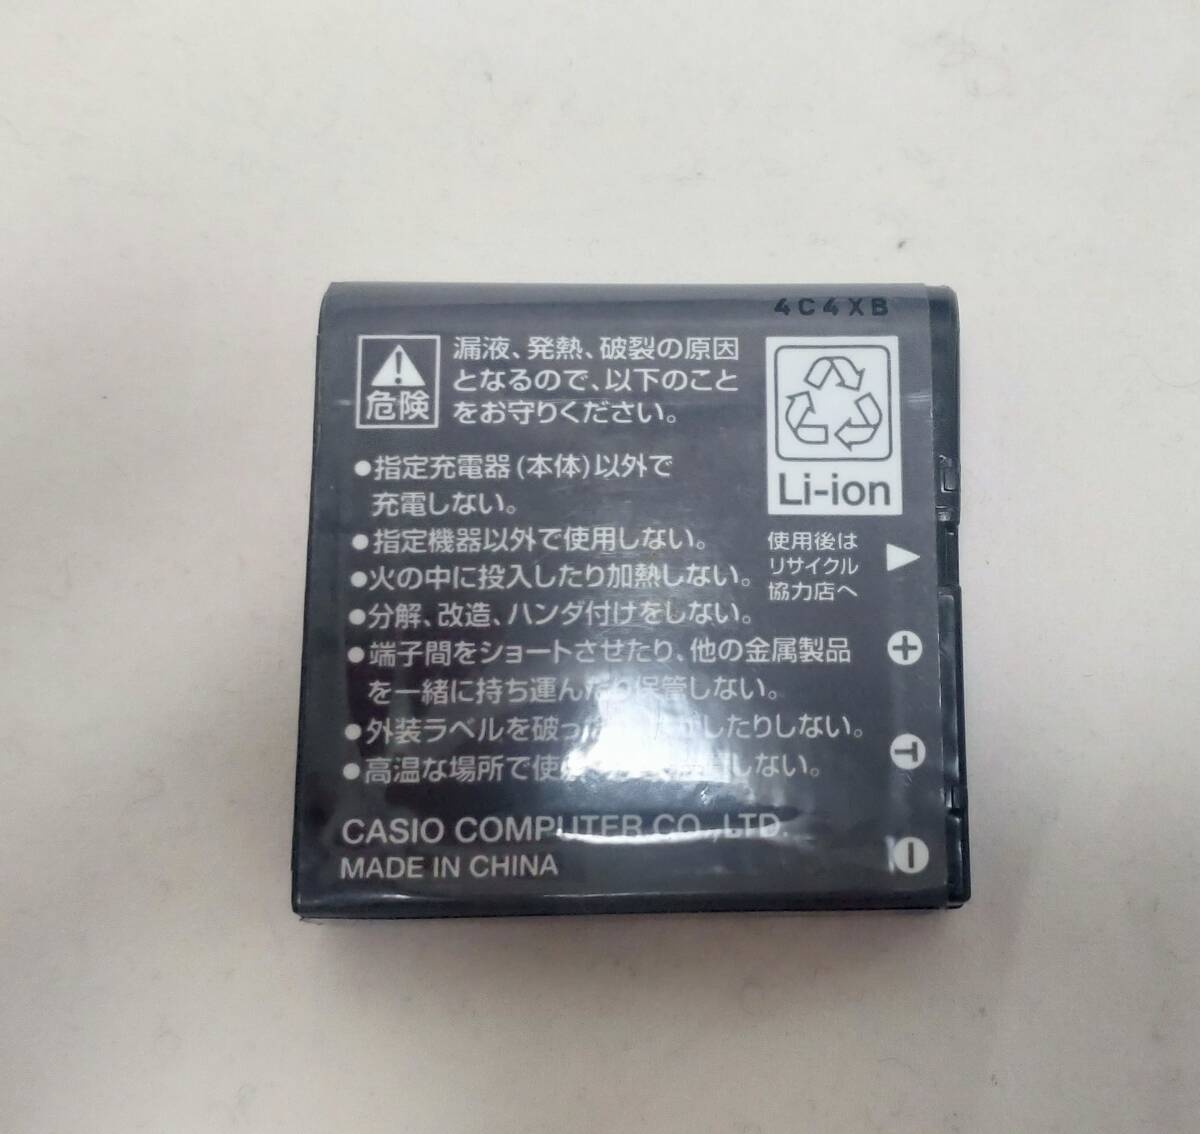 4C4XB
危険
漏液、発熱、破裂の原因
となるので、以下のこと
をお守りください。
●指定充電器(本体)以外で
充電しない。
●指定機器以外で使用しない。
●火の中に投入したり加熱しない。
●分解、改造、ハンダ付けをしない。
●端子間をショートさせたり、他の金属製品
を一緒に持ち運んだり保管しない。
●外装ラベルを破っ したりしない。
●高温な場所で使 しない。
CASIO COMPUTER CO.,LTD.
MADE IN CHINA
Li-ion
使用後は
リサイクル
協力店へ
+
T
−